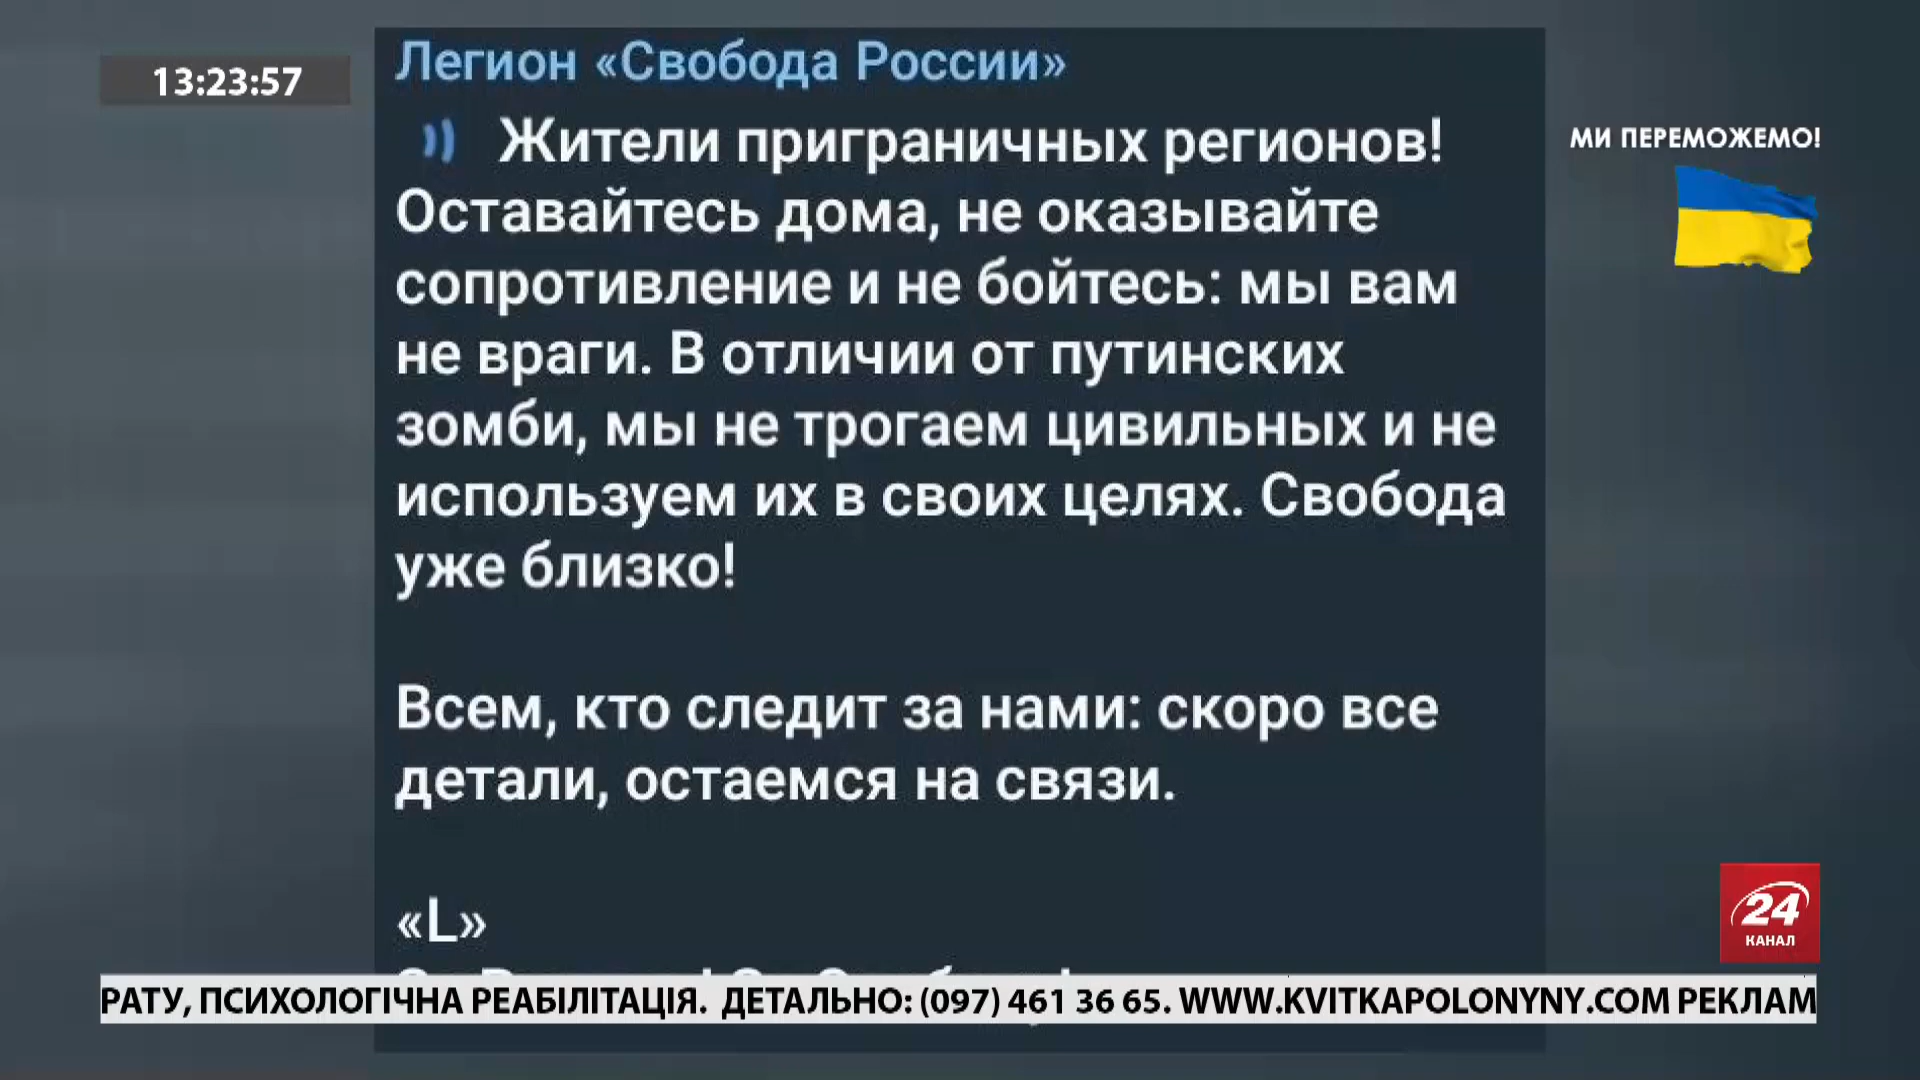 13:23:57
Легион «Свобода России»
Жители приграничных регионов!
Оставайтесь дома, не оказывайте
сопротивление и не бойтесь: мы вам
не враги. В отличии от путинских
зомби, мы не трогаем цивильных и не
используем их в своих целях. Свобода
уже близко!
Всем, кто следит за нами: скоро все
детали, остаемся на связи.
«L»
МИ ПЕРЕМОЖЕМО!
24
КАНАЛ
РАТУ, ПСИХОЛОГІЧНА РЕАБІЛІТАЦІЯ. ДЕТАЛЬНО: (097) 461 36 65. WWW.KVITKAPOLONYNY.COM РЕКЛАМ